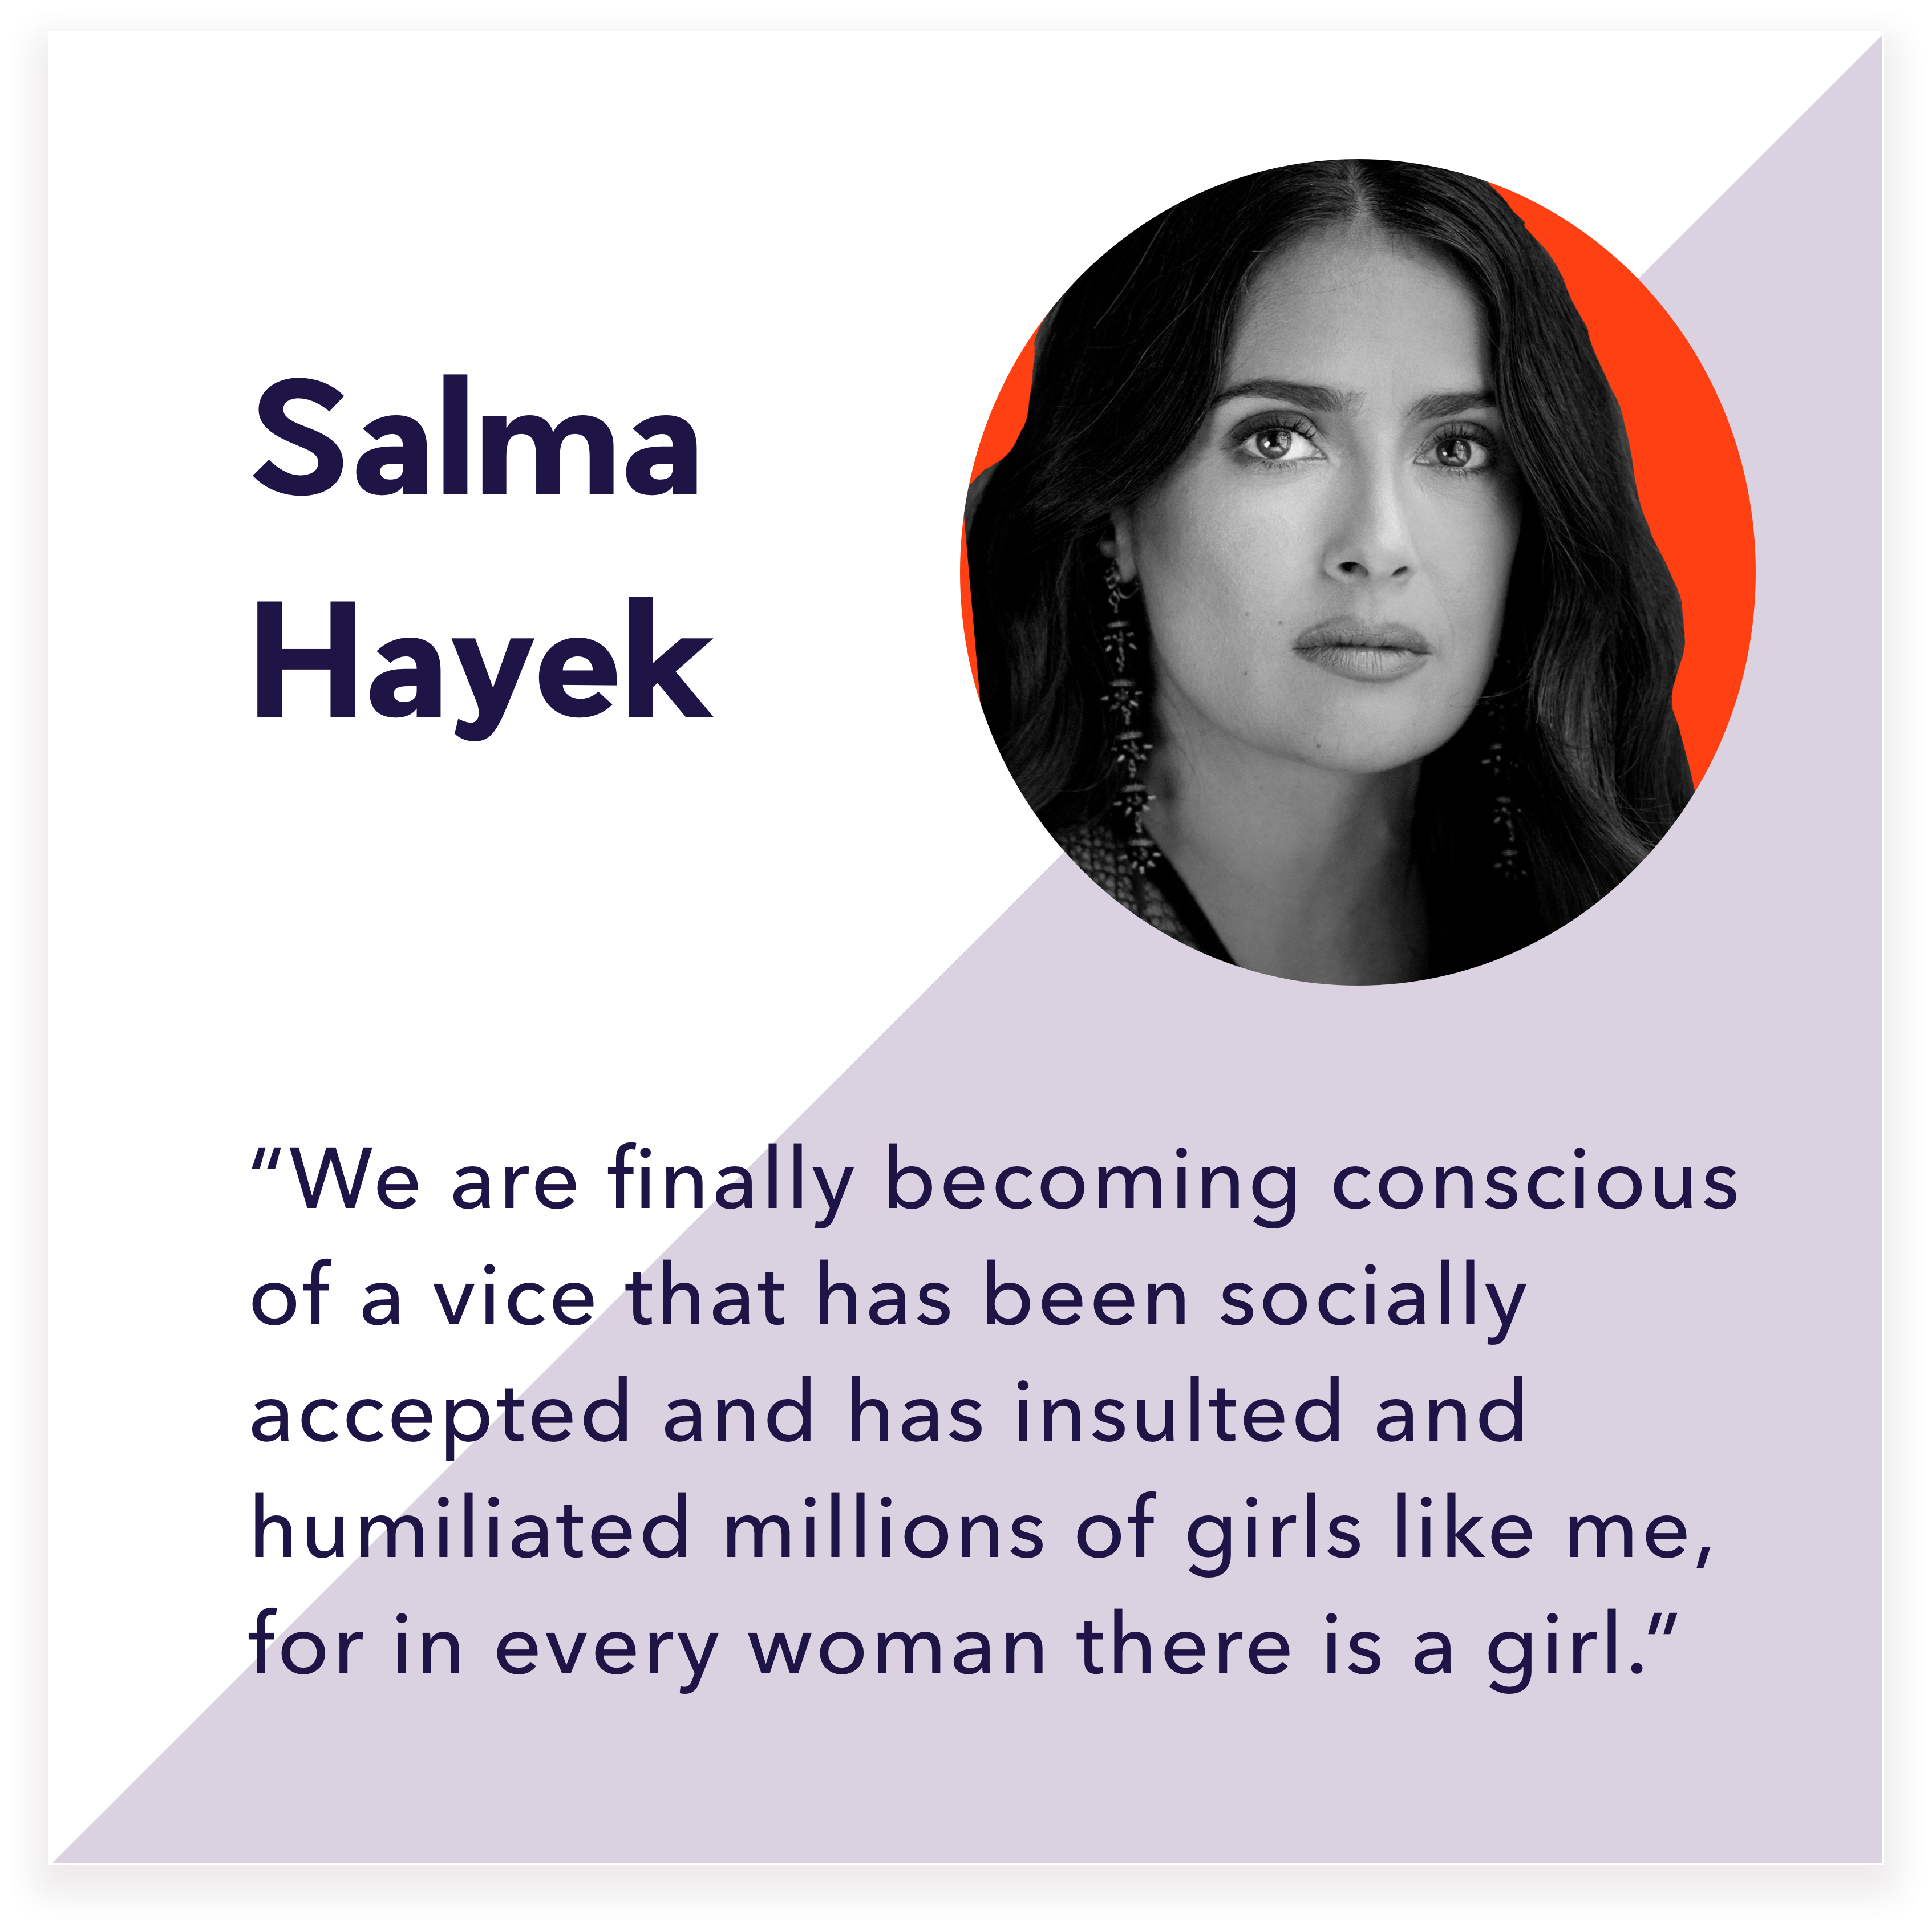 Salma
Hayek
“We are finally becoming conscious
of a vice that has been socially
accepted and has insulted and
humiliated millions of girls like me,
for in every woman there is a girl.”